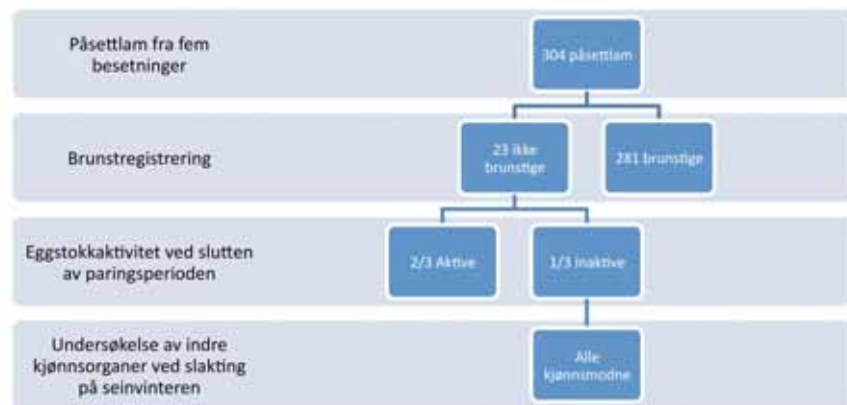 Påsettlam fra fem
besetninger
304 påsettlam
Brunstregistrering
23 ikke
brunstige
281 brunstige
Eggstokkaktivitet ved slutten
av paringsperioden
2/3 Aktive
1/3 inaktive
Undersøkelse av indre
kjønnsorganer ved slakting
på seinvinteren
Alle
kjønnsmodne